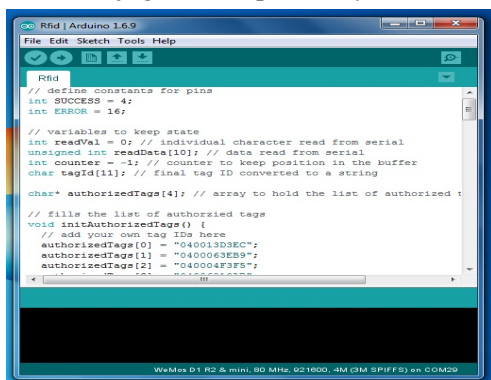 Rfid | Arduino 1.6.9
File Edit Sketch Tools Help
Rfid
// define constants for pins
int SUCCESS = 4;
int ERROR = 16;
// variables to keep state
int readVal = 0; // individual character read from serial
unsigned int readData[10]; // data read from serial
int counter = -1; // counter to keep position in the buffer
char tagId[11]; // final tag ID converted to a string
char* authorizedTags[4]; // array to hold the list of authorized t
// fills the list of authorzied tags
void initAuthorizedTags() {
// add your own tag IDs here
authorizedTags[0] = "040013D3EC";
authorizedTags[1] = "0400063EB9";
authorizedTags[2] = "040004F3F5";
WeMos D1 R2 & mini, 80 MHz, 921600, 4M (3M SPIFFS) on COM29